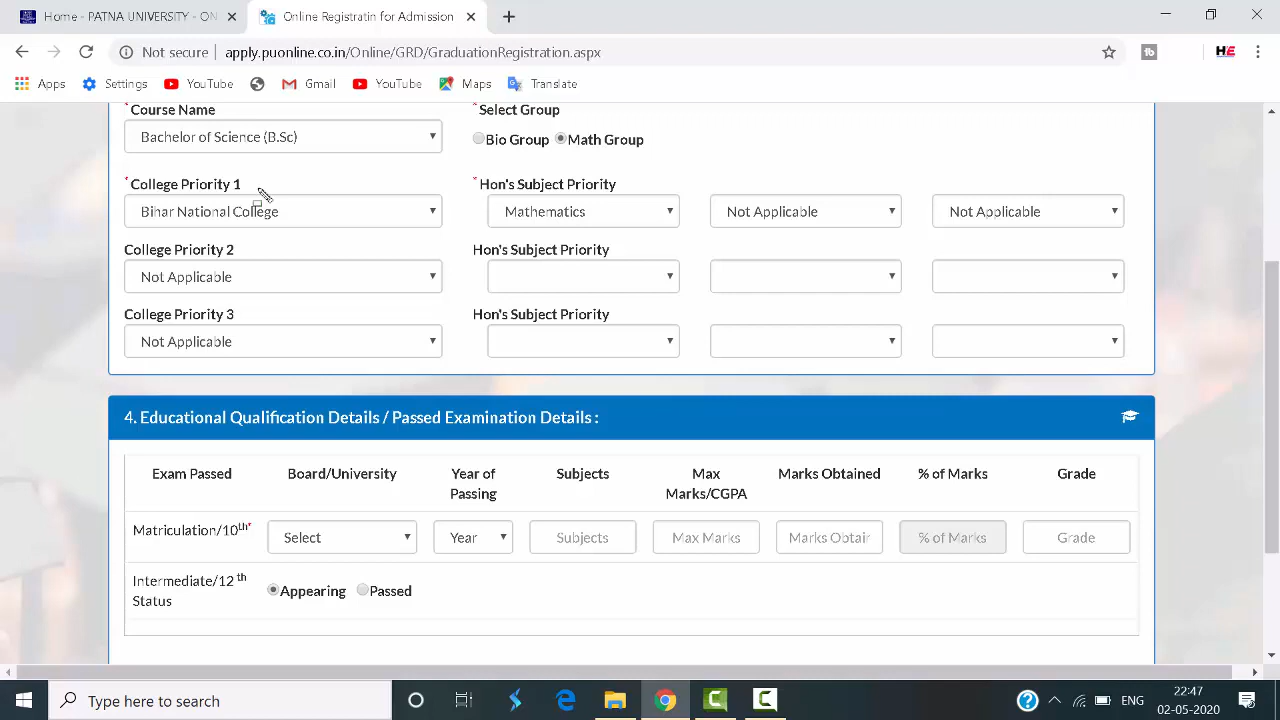 Home - PATNA UNIVERSITY ON
Online Registratin for Admission
Not secure apply.puonline.co.in/Online/GRD/GraduationRegistration.aspx
Apps Settings YouTube Gmail YouTube Maps Translate
*Course Name *Select Group
Bachelor of Science (B.Sc) Bio Group Math Group
*College Priority 1 *Hon's Subject Priority
Bihar National College Mathematics Not Applicable Not Applicable
College Priority 2 Hon's Subject Priority
Not Applicable
College Priority 3 Hon's Subject Priority
Not Applicable
4. Educational Qualification Details / Passed Examination Details :
Exam Passed Board/University Year of Passing Subjects Max Marks/CGPA Marks Obtained % of Marks Grade
Matriculation/10th* Select Year Subjects Max Marks Marks Obtair % of Marks Grade
Intermediate/12 th Status Appearing Passed
Type here to search ENG 22:47
02-05-2020